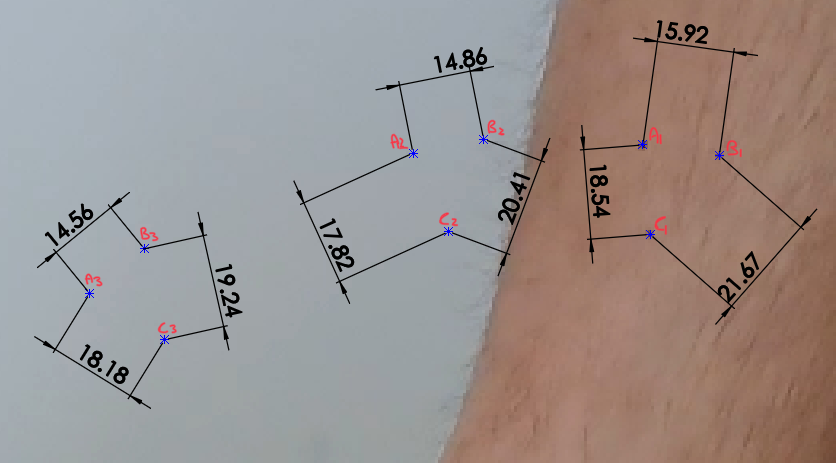 15.92
14.86
A2
B2
A1
B1
18.54
20.41
17.82
C2
C1
21.67
14.56
B3
A3
19.24
C3
18.18